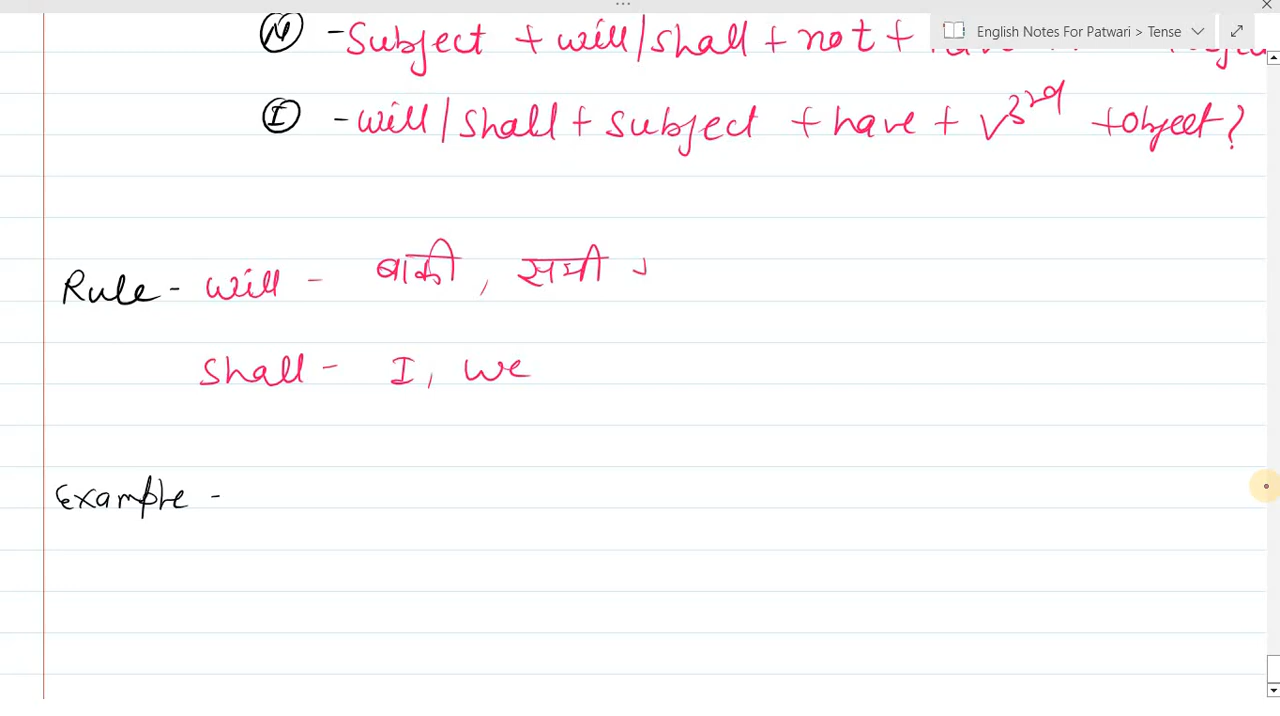 English Notes For Patwari > Tense
(N) - Subject + will/shall + not +
(I) - will/shall + subject + have + v3rd + object?
Rule - will - बाकी, सभी
shall - I, we
Example -